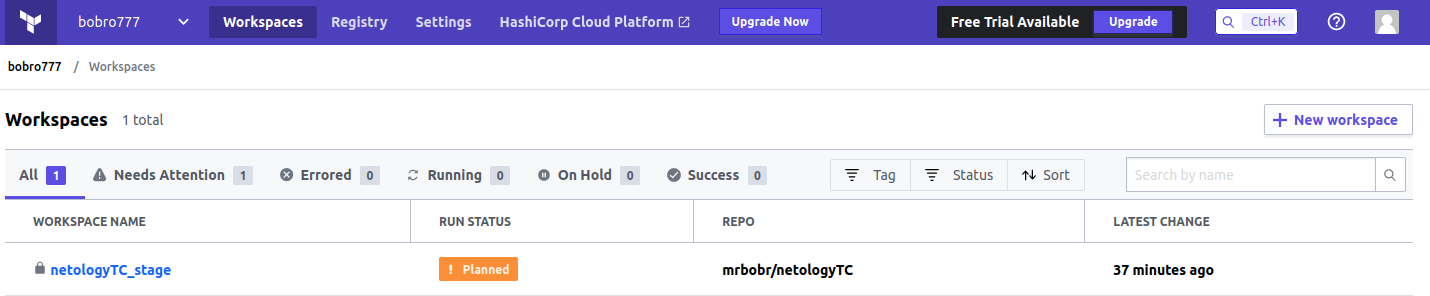 bobro777 Workspaces Registry Settings HashiCorp Cloud Platform Upgrade Now Free Trial Available Upgrade Ctrl+K
bobro777 / Workspaces
Workspaces 1 total + New workspace
All 1 Needs Attention 1 Errored 0 Running 0 On Hold 0 Success 0 Tag Status Sort Search by name
WORKSPACE NAME RUN STATUS REPO LATEST CHANGE
netologyTC_stage ! Planned mrbobr/netologyTC 37 minutes ago